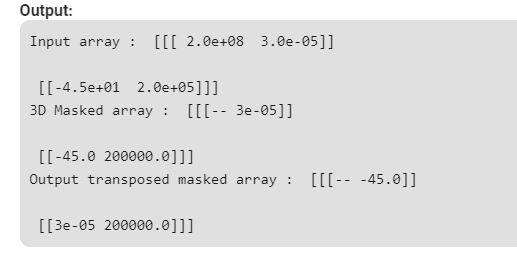 Output:
Input array :  [[[ 2.0e+08  3.0e-05]]
 [[-4.5e+01  2.0e+05]]]
3D Masked array :  [[[-- 3e-05]]
 [[-45.0 200000.0]]]
Output transposed masked array :  [[[-- -45.0]]
 [[3e-05 200000.0]]]